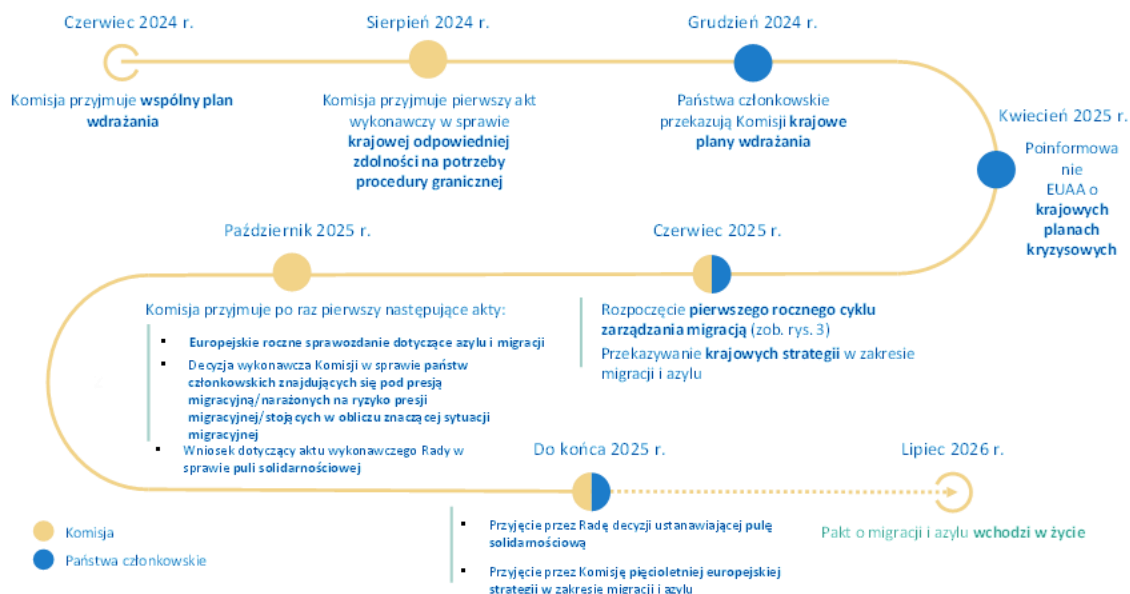 Czerwiec 2024 r.
Komisja przyjmuje wspólny plan
wdrażania
Sierpień 2024 r.
Komisja przyjmuje pierwszy akt
wykonawczy w sprawie
krajowej odpowiedniej
zdolności na potrzeby
procedury granicznej
Grudzień 2024 r.
Państwa członkowskie
przekazują Komisji krajowe
plany wdrażania
Kwiecień 2025 r.
Poinformowa
nie
EUAA o
krajowych
planach
kryzysowych
Czerwiec 2025 r.
Rozpoczęcie pierwszego rocznego cyklu
zarządzania migracją (zob. rys. 3)
Przekazywanie krajowych strategii w zakresie
migracji i azylu
Październik 2025 r.
Komisja przyjmuje po raz pierwszy następujące akty:
▪ Europejskie roczne sprawozdanie dotyczące azylu i migracji
▪ Decyzja wykonawcza Komisji w sprawie państw
członkowskich znajdujących się pod presją
migracyjną/narażonych na ryzyko presji
migracyjnej/stojących w obliczu znaczącej sytuacji
migracyjnej
▪ Wniosek dotyczący aktu wykonawczego Rady w
sprawie puli solidarnościowej
Do końca 2025 r.
▪ Przyjęcie przez Radę decyzji ustanawiającej pulę
solidarnościową
▪ Przyjęcie przez Komisję pięcioletniej europejskiej
strategii w zakresie migracji i azylu
Lipiec 2026 r.
Pakt o migracji i azylu wchodzi w życie
Komisja
Państwa członkowskie